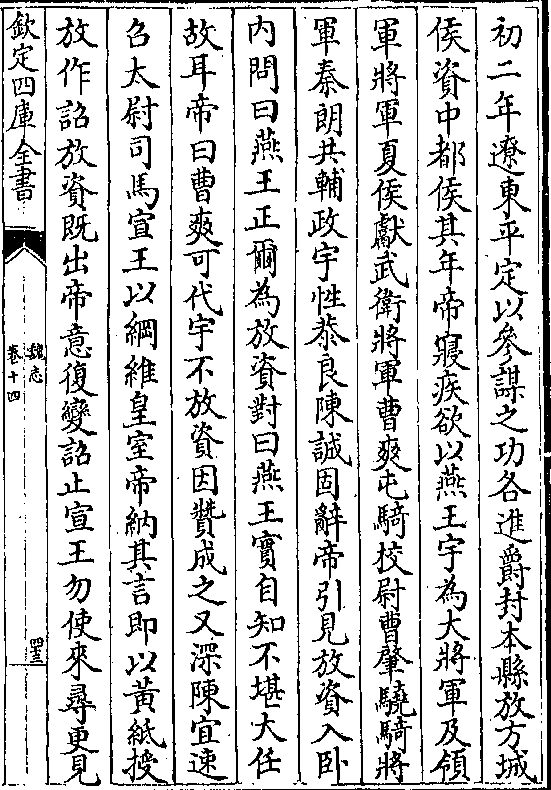 初二年遼東平定以參謀之功各進爵封本縣放方城
侯資中都侯其年帝寢疾欲以燕王宇為大將軍及領
軍將軍夏侯獻武衛將軍曹爽屯騎校尉曹肇驍騎將
軍秦朗共輔政宇性恭良陳誠固辭帝引見放資入卧
内問曰燕王正爾為放資對曰燕王實自知不堪大任
故耳帝曰曹爽可代宇不放資因贊成之又深陳宜速
召太尉司馬宣王以綱維皇室帝納其言即以黄紙授
放作詔放資既出帝意復變詔止宣王勿使來尋更見
欽定四庫全書
魏志
卷十四
四三